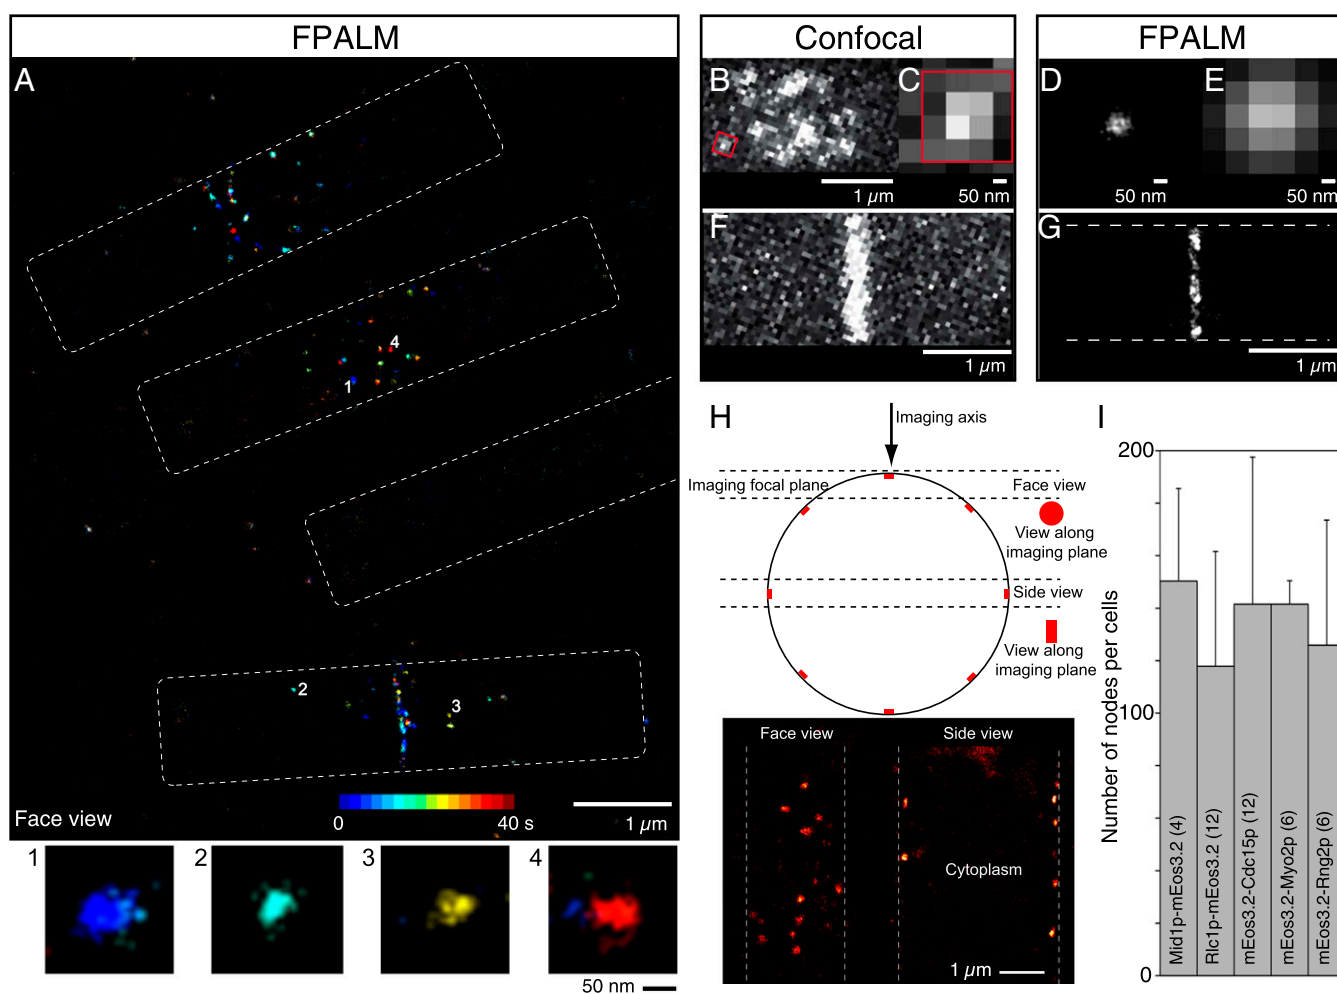 FPALM
A
1
4
2
3
Face view
0
40 s
1 µm
1
2
3
4
50 nm
Confocal
B
C
1 µm
50 nm
F
1 µm
FPALM
D
E
50 nm
50 nm
G
1 µm
H
Imaging axis
Imaging focal plane
Face view
View along
imaging plane
Side view
View along
imaging plane
Face view
Side view
Cytoplasm
1 µm
I
Number of nodes per cells
200
100
0
Mid1p-mEos3.2 (4)
Rlc1p-mEos3.2 (12)
mEos3.2-Cdc15p (12)
mEos3.2-Myo2p (6)
mEos3.2-Rng2p (6)